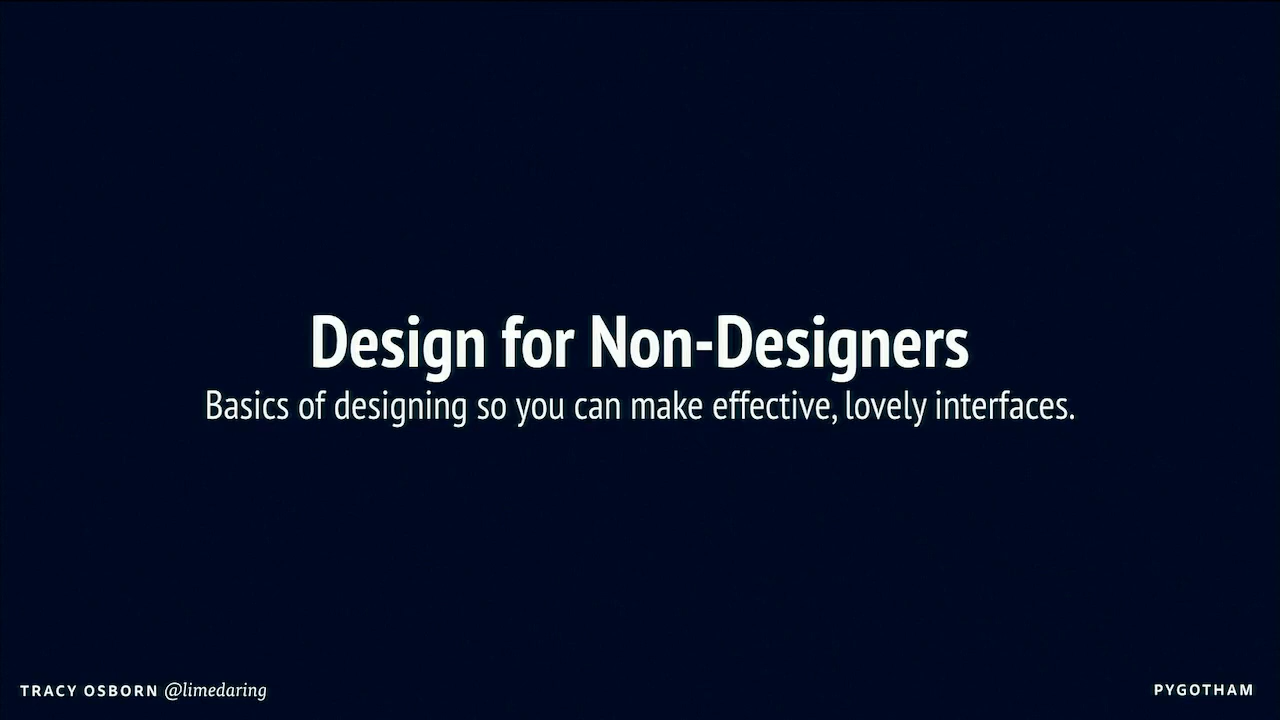 Design for Non-Designers
Basics of designing so you can make effective, lovely interfaces.
TRACY OSBORN @limedaring
PYGOTHAM